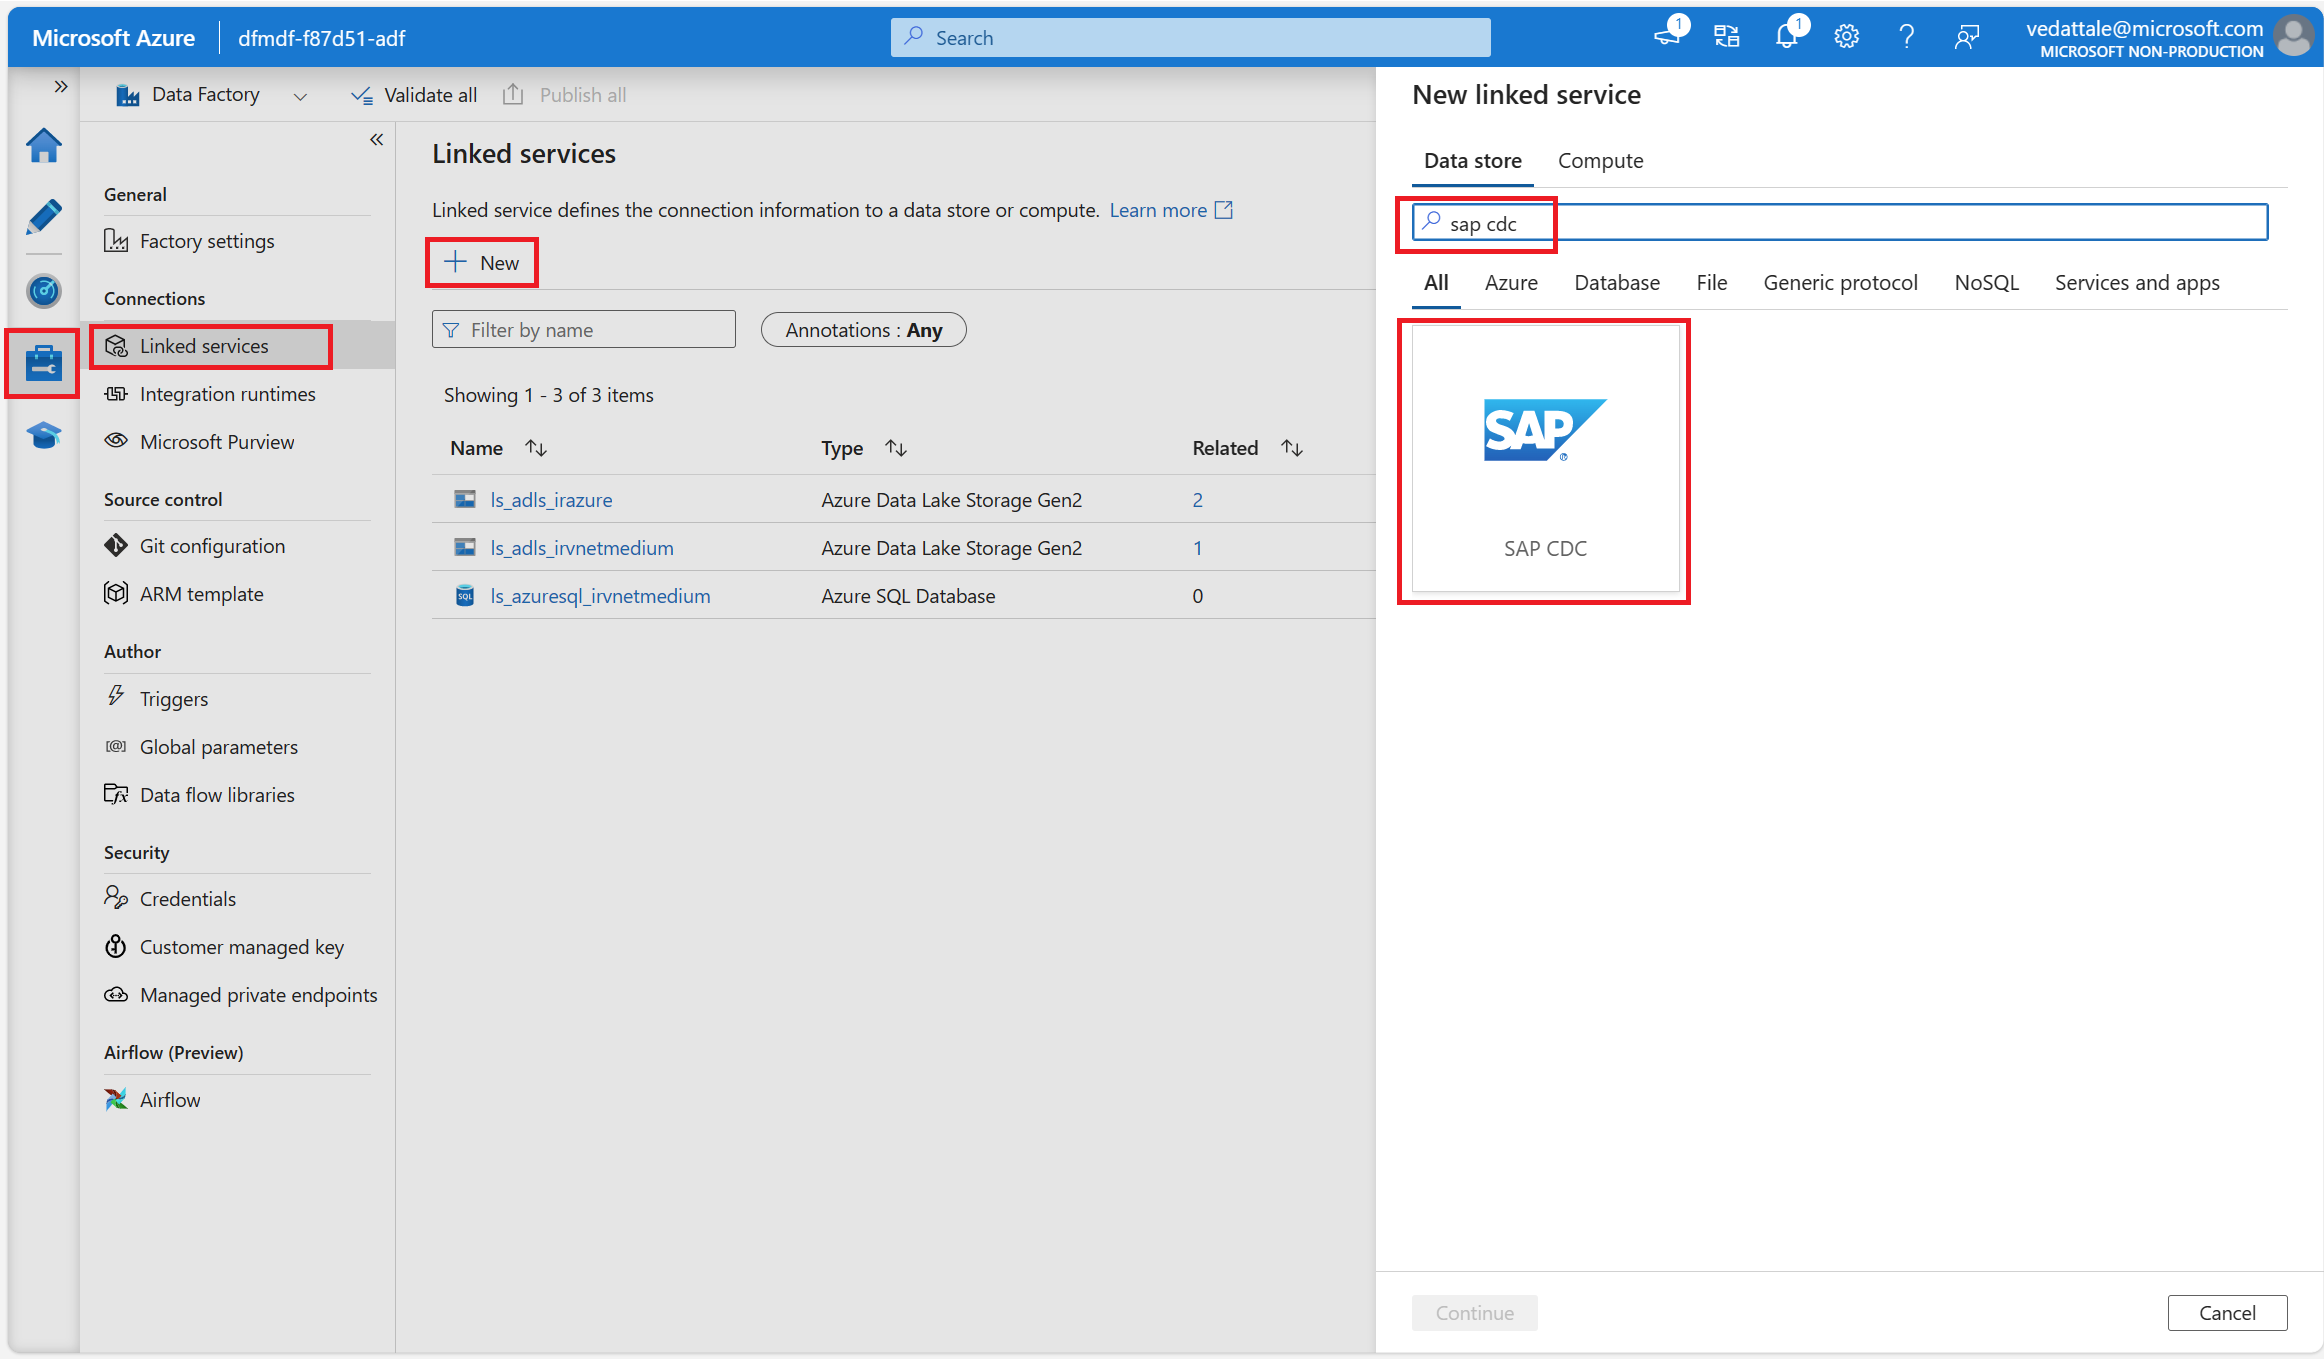 Microsoft Azure
dfmdf-f87d51-adf
Search
1
1
vedattale@microsoft.com
MICROSOFT NON-PRODUCTION
Data Factory
Validate all
Publish all
General
Factory settings
Connections
Linked services
Integration runtimes
Microsoft Purview
Source control
Git configuration
ARM template
Author
Triggers
Global parameters
Data flow libraries
Security
Credentials
Customer managed key
Managed private endpoints
Airflow (Preview)
Airflow
Linked services
Linked service defines the connection information to a data store or compute. Learn more
New
Filter by name
Annotations : Any
Showing 1 - 3 of 3 items
Name Type Related
ls_adls_irazure Azure Data Lake Storage Gen2 2
ls_adls_irvnetmedium Azure Data Lake Storage Gen2 1
SQL ls_azuresql_irvnetmedium Azure SQL Database 0
New linked service
Data store Compute
sap cdc
All Azure Database File Generic protocol NoSQL Services and apps
SAP®
SAP CDC
Continue
Cancel